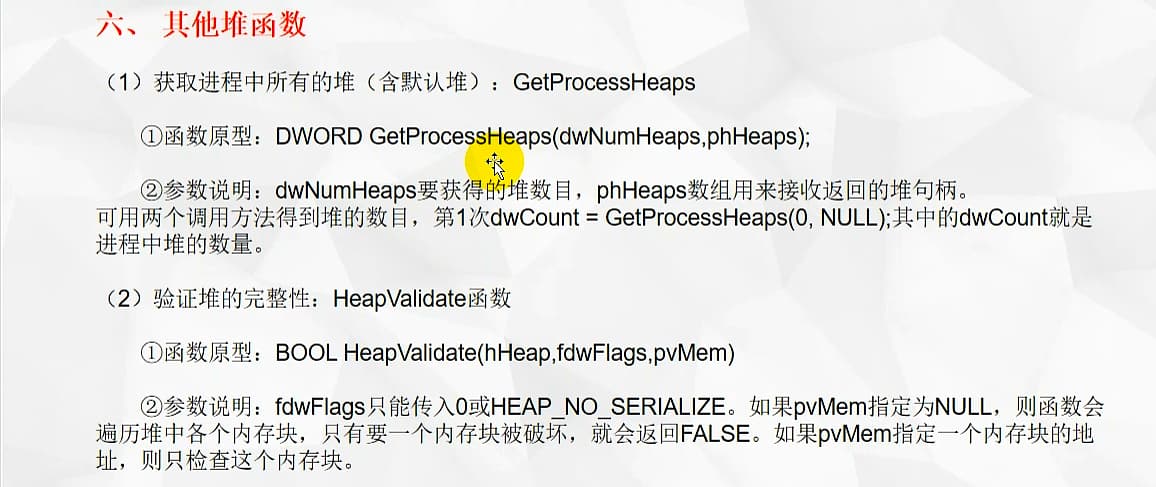 六、 其他堆函数
（1）获取进程中所有的堆（含默认堆）：GetProcessHeaps
①函数原型：DWORD GetProcessHeaps(dwNumHeaps,phHeaps);
②参数说明：dwNumHeaps要获得的堆数目，phHeaps数组用来接收返回的堆句柄。
可用两个调用方法得到堆的数目，第1次dwCount = GetProcessHeaps(0, NULL);其中的dwCount就是
进程中堆的数量。
（2）验证堆的完整性：HeapValidate函数
①函数原型：BOOL HeapValidate(hHeap,fdwFlags,pvMem)
②参数说明：fdwFlags只能传入0或HEAP_NO_SERIALIZE。如果pvMem指定为NULL，则函数会
遍历堆中各个内存块，只有要一个内存块被破坏，就会返回FALSE。如果pvMem指定一个内存块的地
址，则只检查这个内存块。